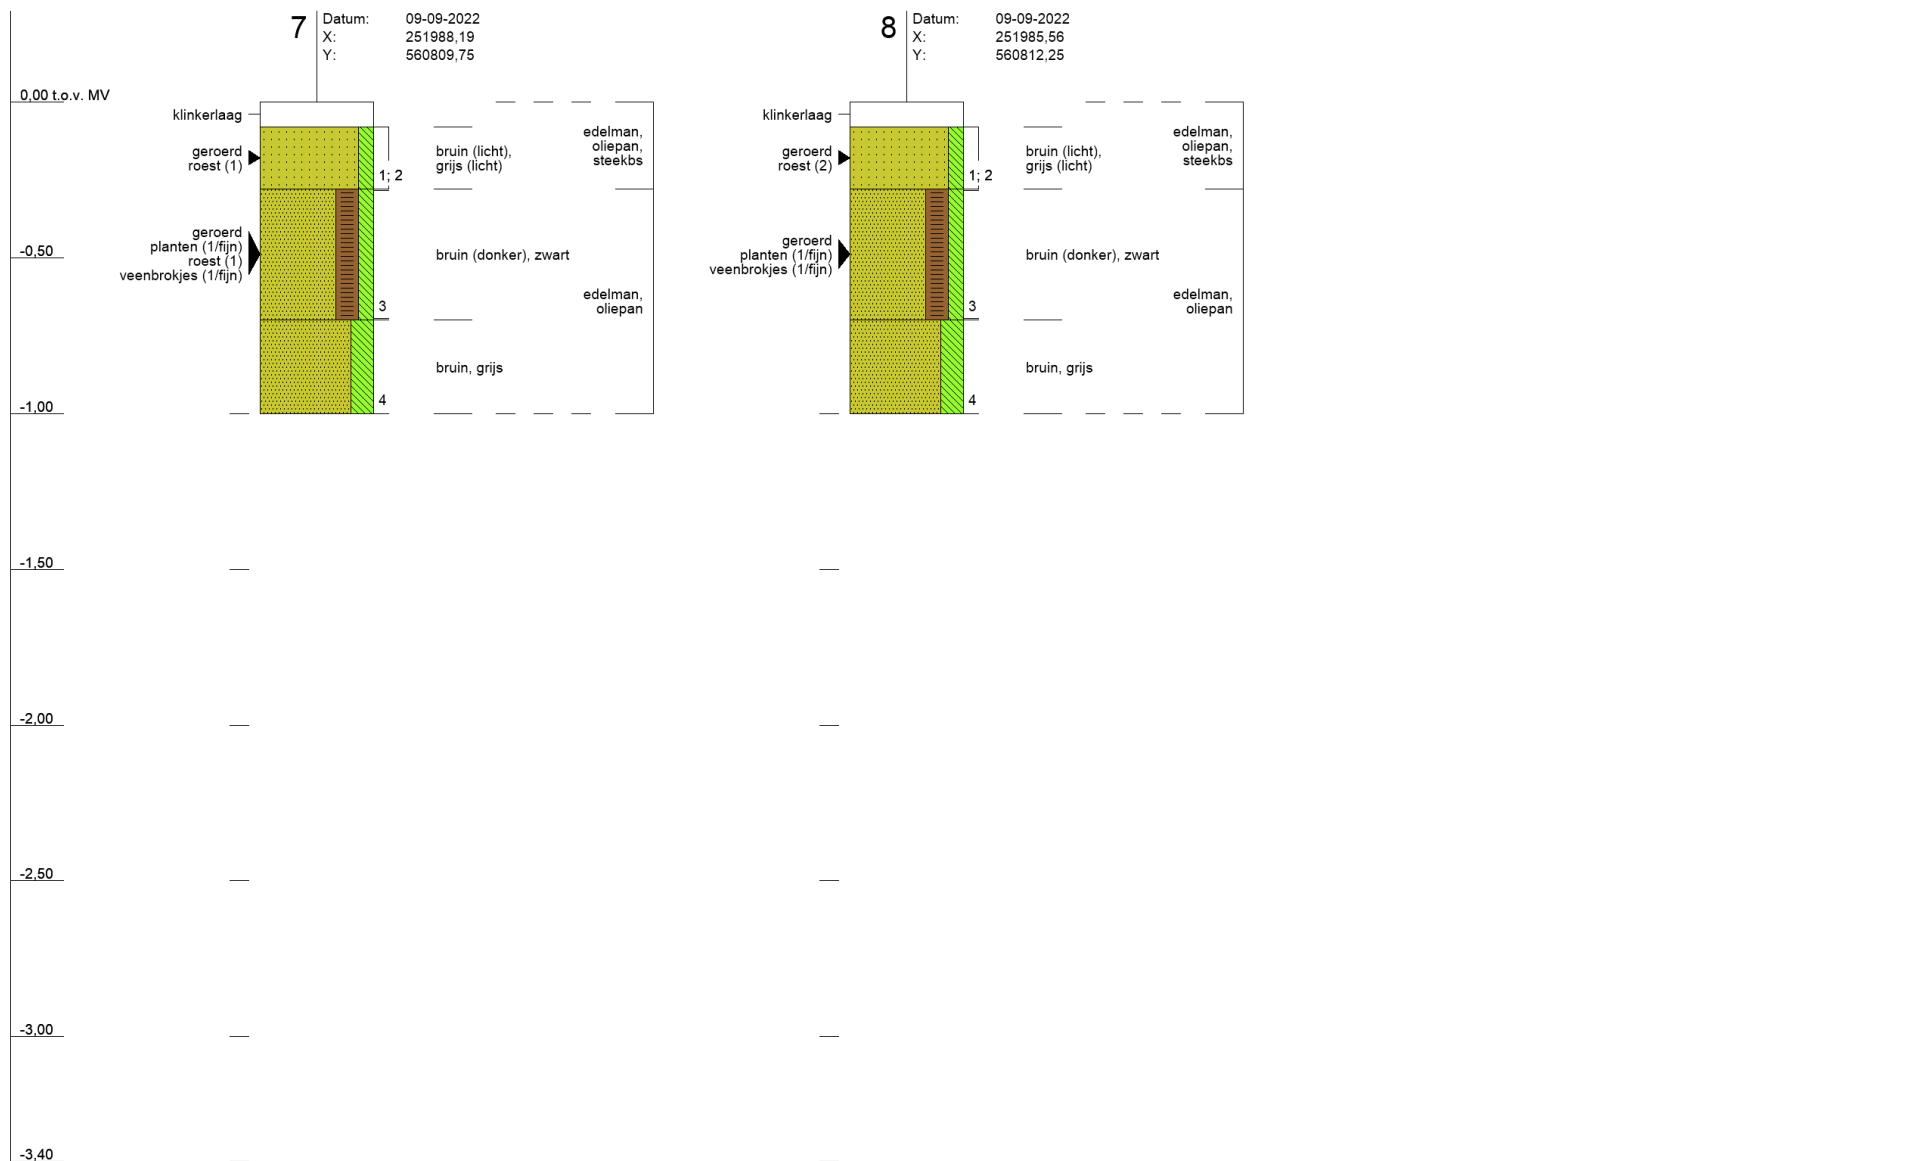 7
Datum: 09-09-2022
X: 251988,19
Y: 560809,75
8
Datum: 09-09-2022
X: 251985,56
Y: 560812,25
0,00 t.o.v. MV
-0,50
-1,00
-1,50
-2,00
-2,50
-3,00
-3,40
klinkerlaag
geroerd
roest (1)
geroerd
planten (1/fijn)
roest (1)
veenbrokjes (1/fijn)
1; 2
3
4
bruin (licht),
grijs (licht)
bruin (donker), zwart
bruin, grijs
edelman,
oliepan,
steekbs
edelman,
oliepan
klinkerlaag
geroerd
roest (2)
geroerd
planten (1/fijn)
veenbrokjes (1/fijn)
1; 2
3
4
bruin (licht),
grijs (licht)
bruin (donker), zwart
bruin, grijs
edelman,
oliepan,
steekbs
edelman,
oliepan